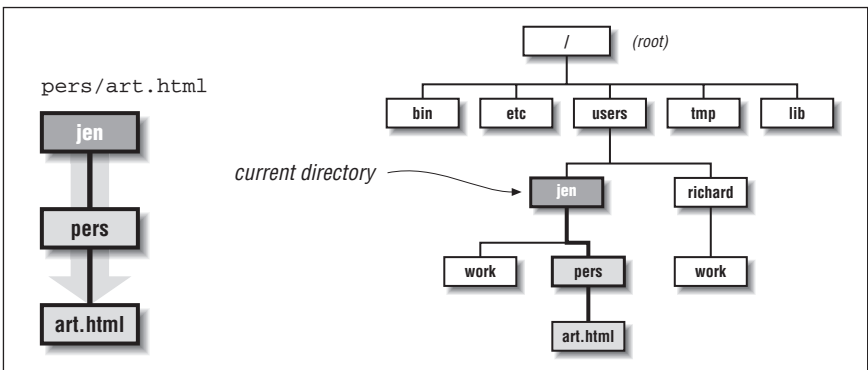 pers/art.html
jen
pers
art.html
current directory
/ (root)
bin etc users tmp lib
jen richard
work pers work
art.html